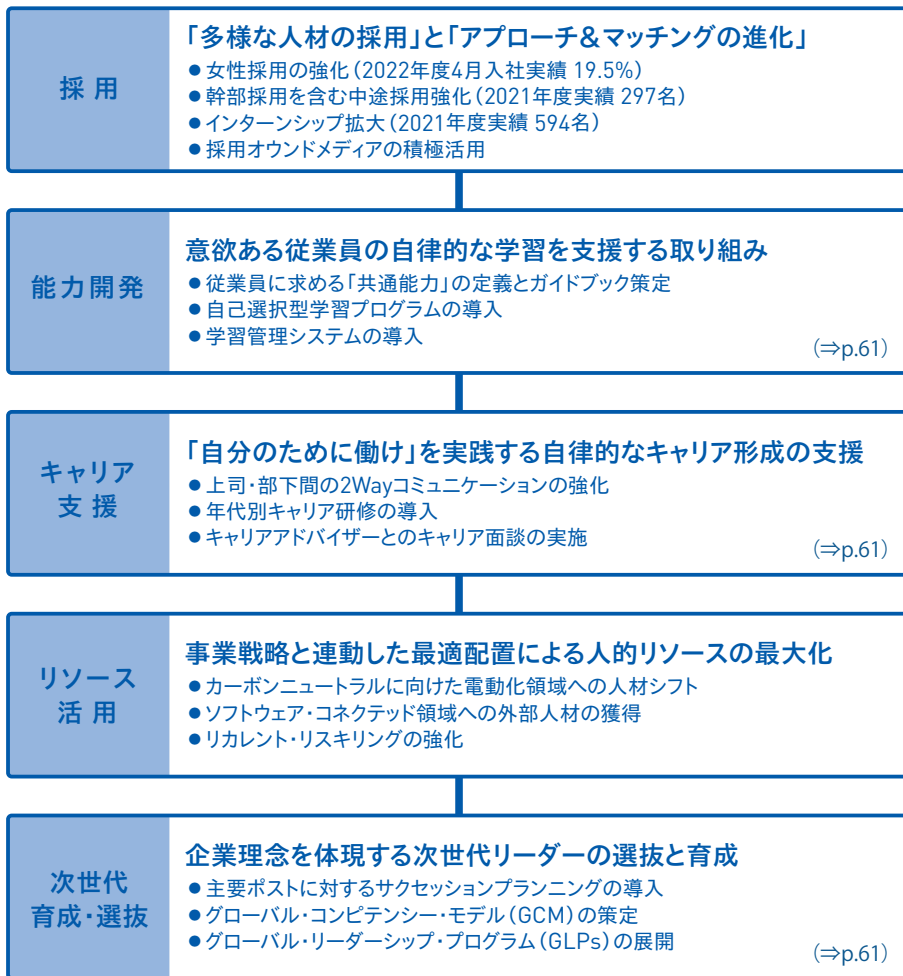 採用
「多様な人材の採用」と「アプローチ&マッチングの進化」
●女性採用の強化(2022年度4月入社実績 19.5%)
●幹部採用を含む中途採用強化(2021年度実績 297名)
●インターンシップ拡大(2021年度実績 594名)
●採用オウンドメディアの積極活用
能力開発
意欲ある従業員の自律的な学習を支援する取り組み
●従業員に求める「共通能力」の定義とガイドブック策定
●自己選択型学習プログラムの導入
●学習管理システムの導入
(⇒p.61)
キャリア
支援
「自分のために働け」を実践する自律的なキャリア形成の支援
●上司・部下間の2Wayコミュニケーションの強化
●年代別キャリア研修の導入
●キャリアアドバイザーとのキャリア面談の実施
(⇒p.61)
リソース
活用
事業戦略と連動した最適配置による人的リソースの最大化
●カーボンニュートラルに向けた電動化領域への人材シフト
●ソフトウェア・コネクテッド領域への外部人材の獲得
●リカレント・リスキリングの強化
次世代
育成・選抜
企業理念を体現する次世代リーダーの選抜と育成
●主要ポストに対するサクセッションプランニングの導入
●グローバル・コンピテンシー・モデル(GCM)の策定
●グローバル・リーダーシップ・プログラム(GLPs)の展開
(⇒p.61)